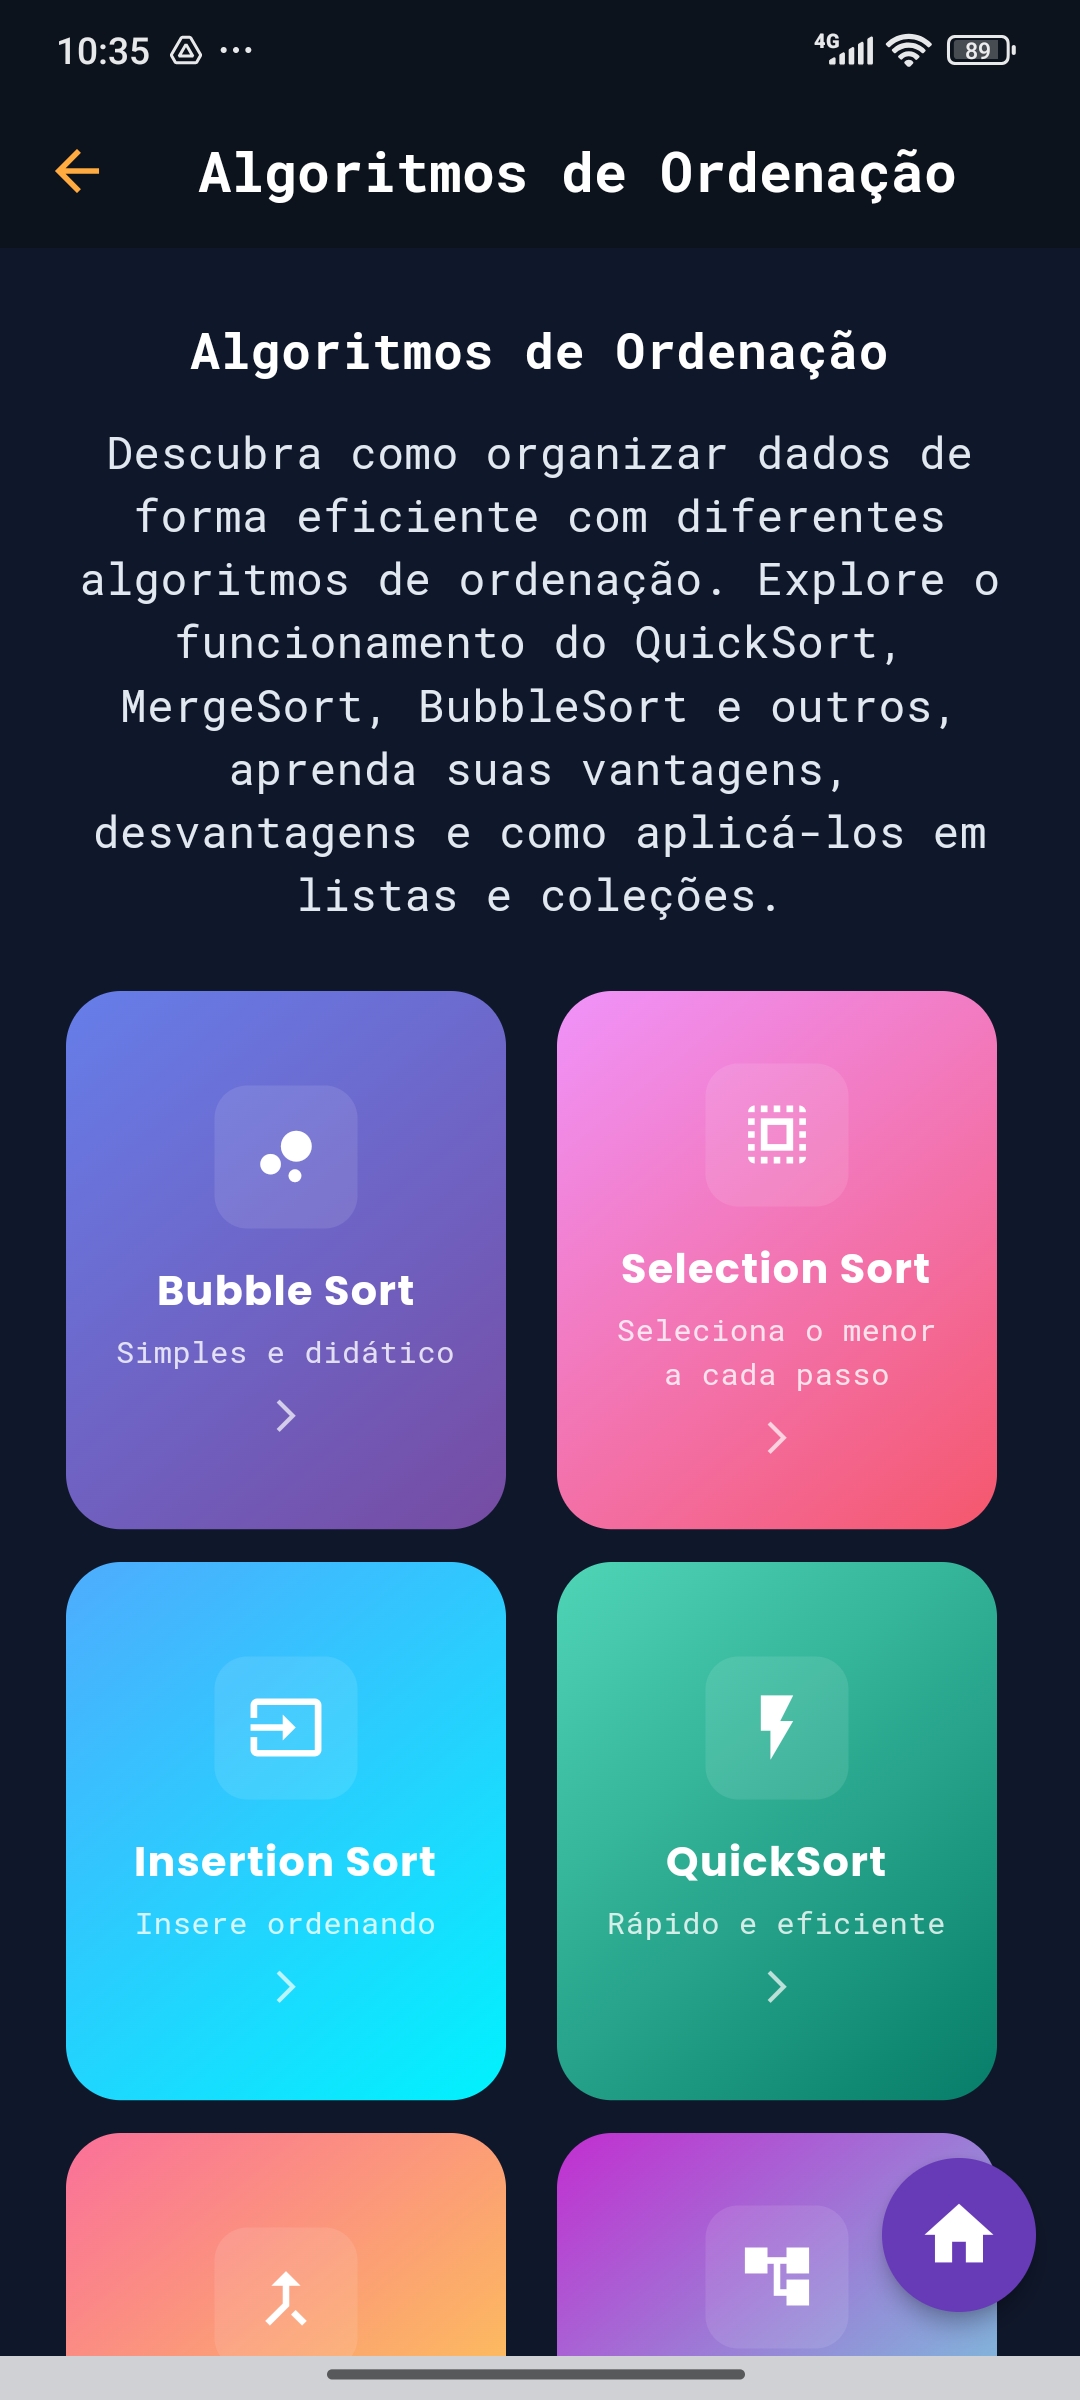 10:35
4G
89
Algoritmos de Ordenação
Algoritmos de Ordenação
Descubra como organizar dados de
forma eficiente com diferentes
algoritmos de ordenação. Explore o
funcionamento do QuickSort,
MergeSort, BubbleSort e outros,
aprenda suas vantagens,
desvantagens e como aplicá-los em
listas e coleções.
Bubble Sort
Simples e didático
Selection Sort
Seleciona o menor
a cada passo
Insertion Sort
Insere ordenando
QuickSort
Rápido e eficiente